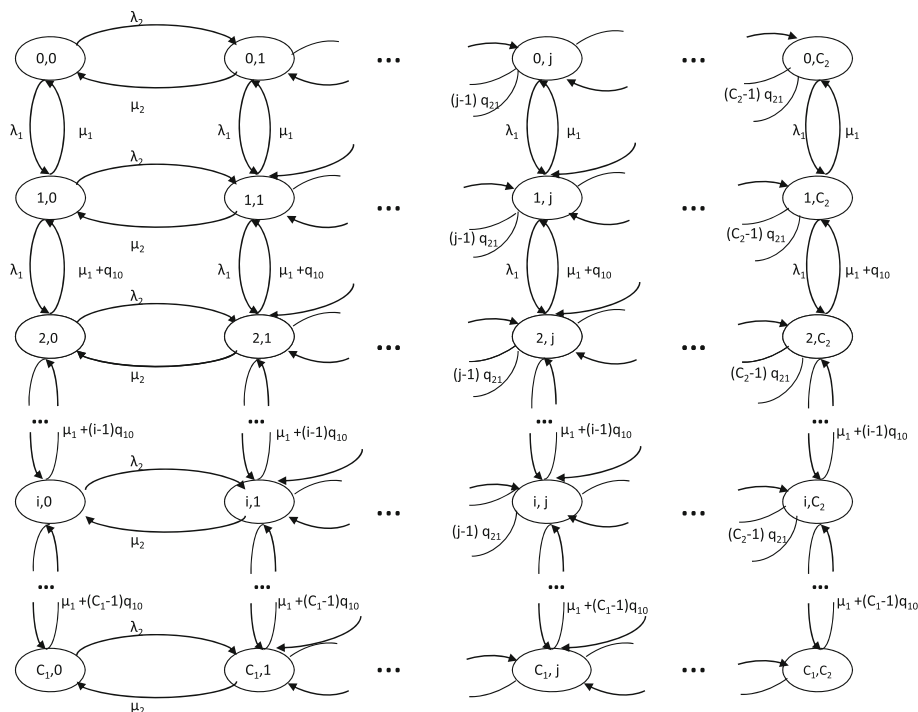 λ₂
0,0 0,1 ... 0, j ... 0,C₂
μ₂
(j-1) q₂₁ (C₂-1) q₂₁
λ₁ μ₁ λ₁ μ₁ λ₁ μ₁ λ₁ μ₁
λ₂
1,0 1,1 ... 1, j ... 1,C₂
μ₂
(j-1) q₂₁ (C₂-1) q₂₁
λ₁ μ₁ +q₁₀ λ₁ μ₁ +q₁₀ λ₁ μ₁ +q₁₀ λ₁ μ₁ +q₁₀
λ₂
2,0 2,1 ... 2, j ... 2,C₂
μ₂
(j-1) q₂₁ (C₂-1) q₂₁
... ... ... ...
μ₁ +(i-1)q₁₀ μ₁ +(i-1)q₁₀ μ₁ +(i-1)q₁₀ μ₁ +(i-1)q₁₀
λ₂
i,0 i,1 ... i, j ... i,C₂
μ₂
(j-1) q₂₁ (C₂-1) q₂₁
... ... ... ...
μ₁ +(C₁-1)q₁₀ μ₁ +(C₁-1)q₁₀ μ₁ +(C₁-1)q₁₀ μ₁ +(C₁-1)q₁₀
λ₂
C₁,0 C₁,1 ... C₁, j ... C₁,C₂
μ₂